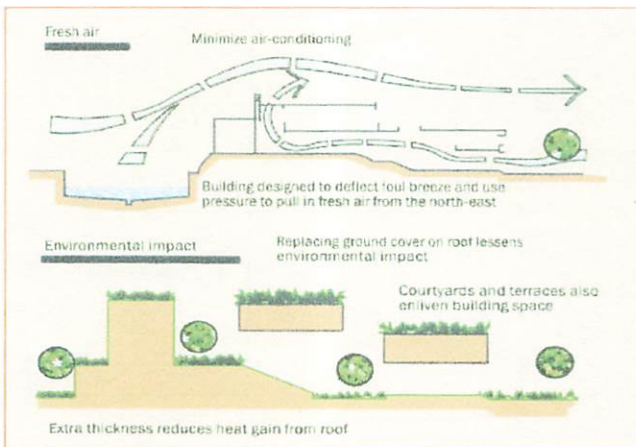 Fresh air
Minimize air-conditioning
Building designed to deflect foul breeze and use
pressure to pull in fresh air from the north-east
Environmental impact
Replacing ground cover on roof lessens
environmental impact
Courtyards and terraces also
enliven building space
Extra thickness reduces heat gain from roof